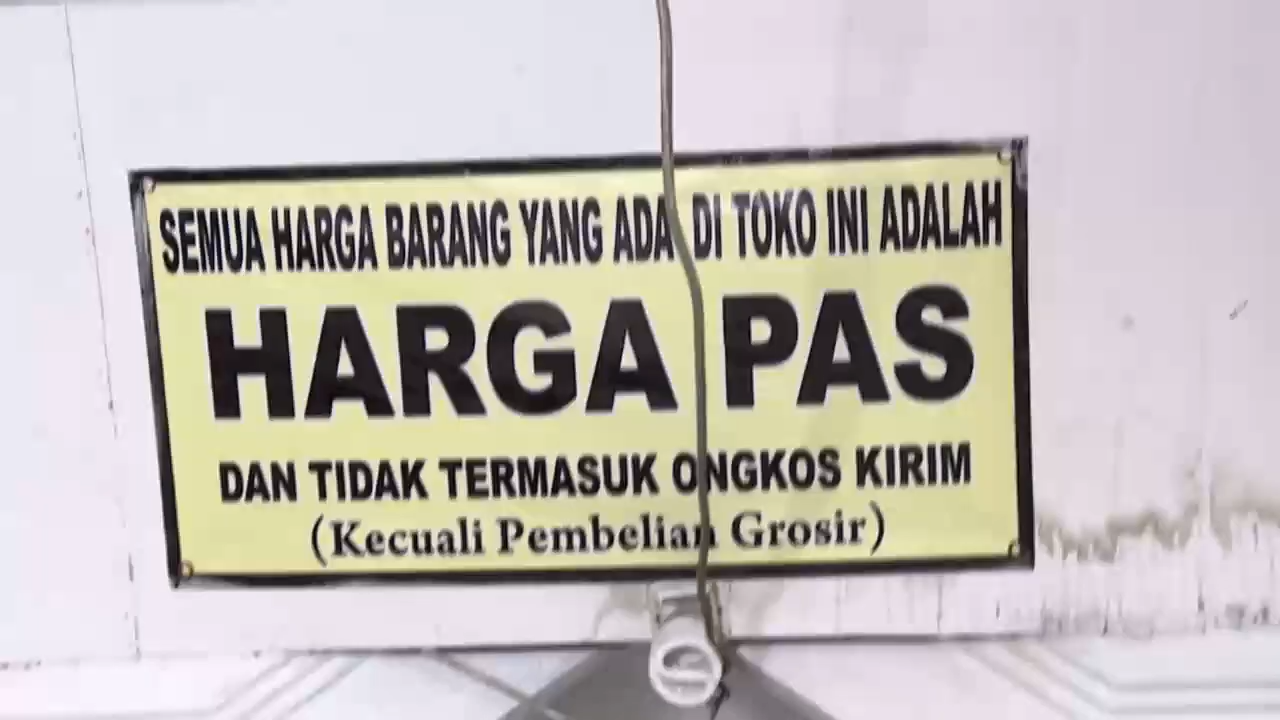 SEMUA HARGA BARANG YANG ADA DI TOKO INI ADALAH
HARGA PAS
DAN TIDAK TERMASUK ONGKOS KIRIM
(Kecuali Pembelian Grosir)